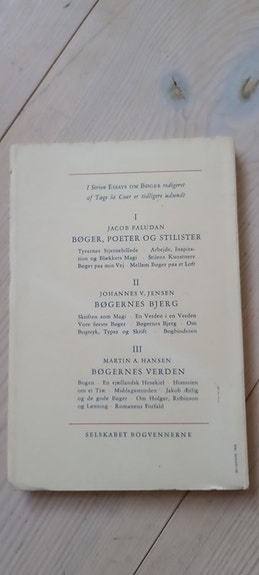 I Serien ESSAYS OM BØGER redigeret
af Tage la Cour er tidligere udsendt
I
JACOB PALUDAN
BØGER, POETER OG STILISTER
Tyvernes Stjernebillede · Arbejde, Inspira-
tion og Blækkets Magi · Stilens Kunstnere
Bøger paa min Vej · Mellem Bøger paa et Loft
II
JOHANNES V. JENSEN
BØGERNES BJERG
Skriften som Magi · En Verden i en Verden
Vore første Bøger · Bøgernes Bjerg · Om
Bogtryk, Typer og Skrift · Bogbinderen
III
MARTIN A. HANSEN
BØGERNES VERDEN
Bogen · En sjællandsk Hesekiel · Historien
om et Træ · Middagsstunden · Jakob Ærlig
og de gode Bøger · Om Holger, Robinson
og Læsning · Romanens Forfald
SELSKABET BOGVENNERNE